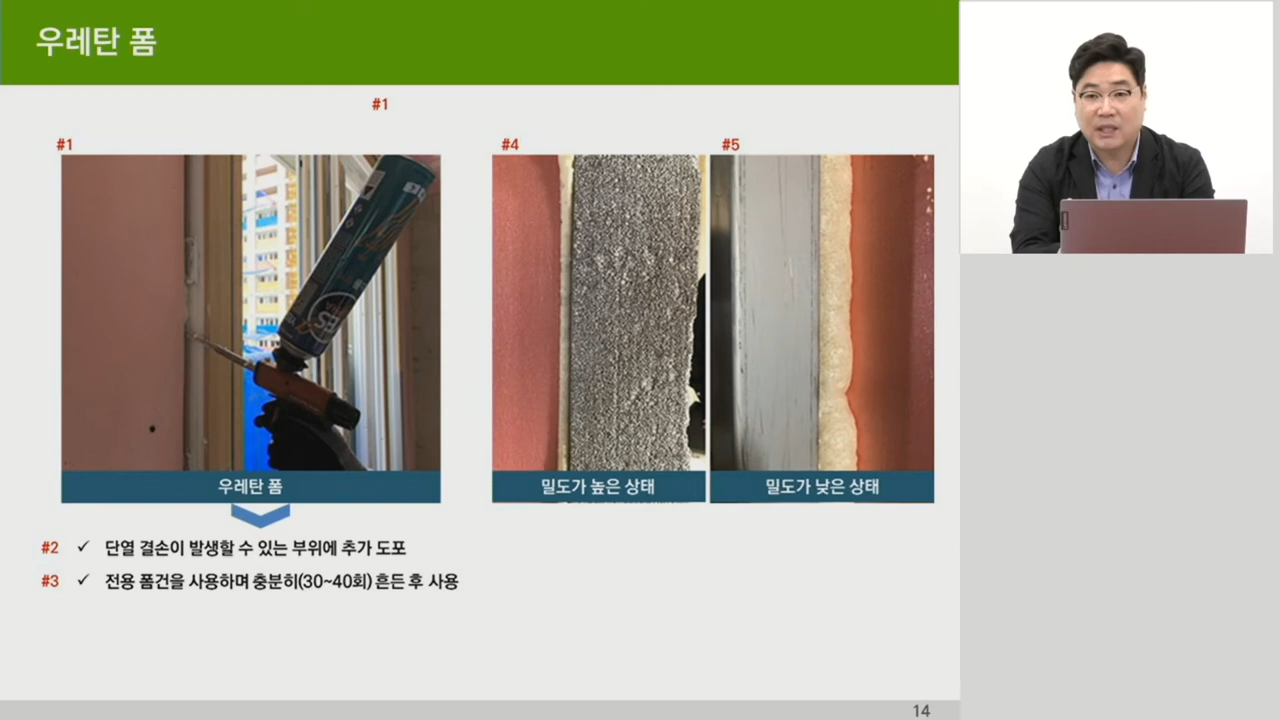 우레탄 폼
#1
#1
#4
#5
우레탄 폼
밀도가 높은 상태
밀도가 낮은 상태
#2 ✓ 단열 결손이 발생할 수 있는 부위에 추가 도포
#3 ✓ 전용 폼건을 사용하며 충분히(30~40회) 흔든 후 사용
14